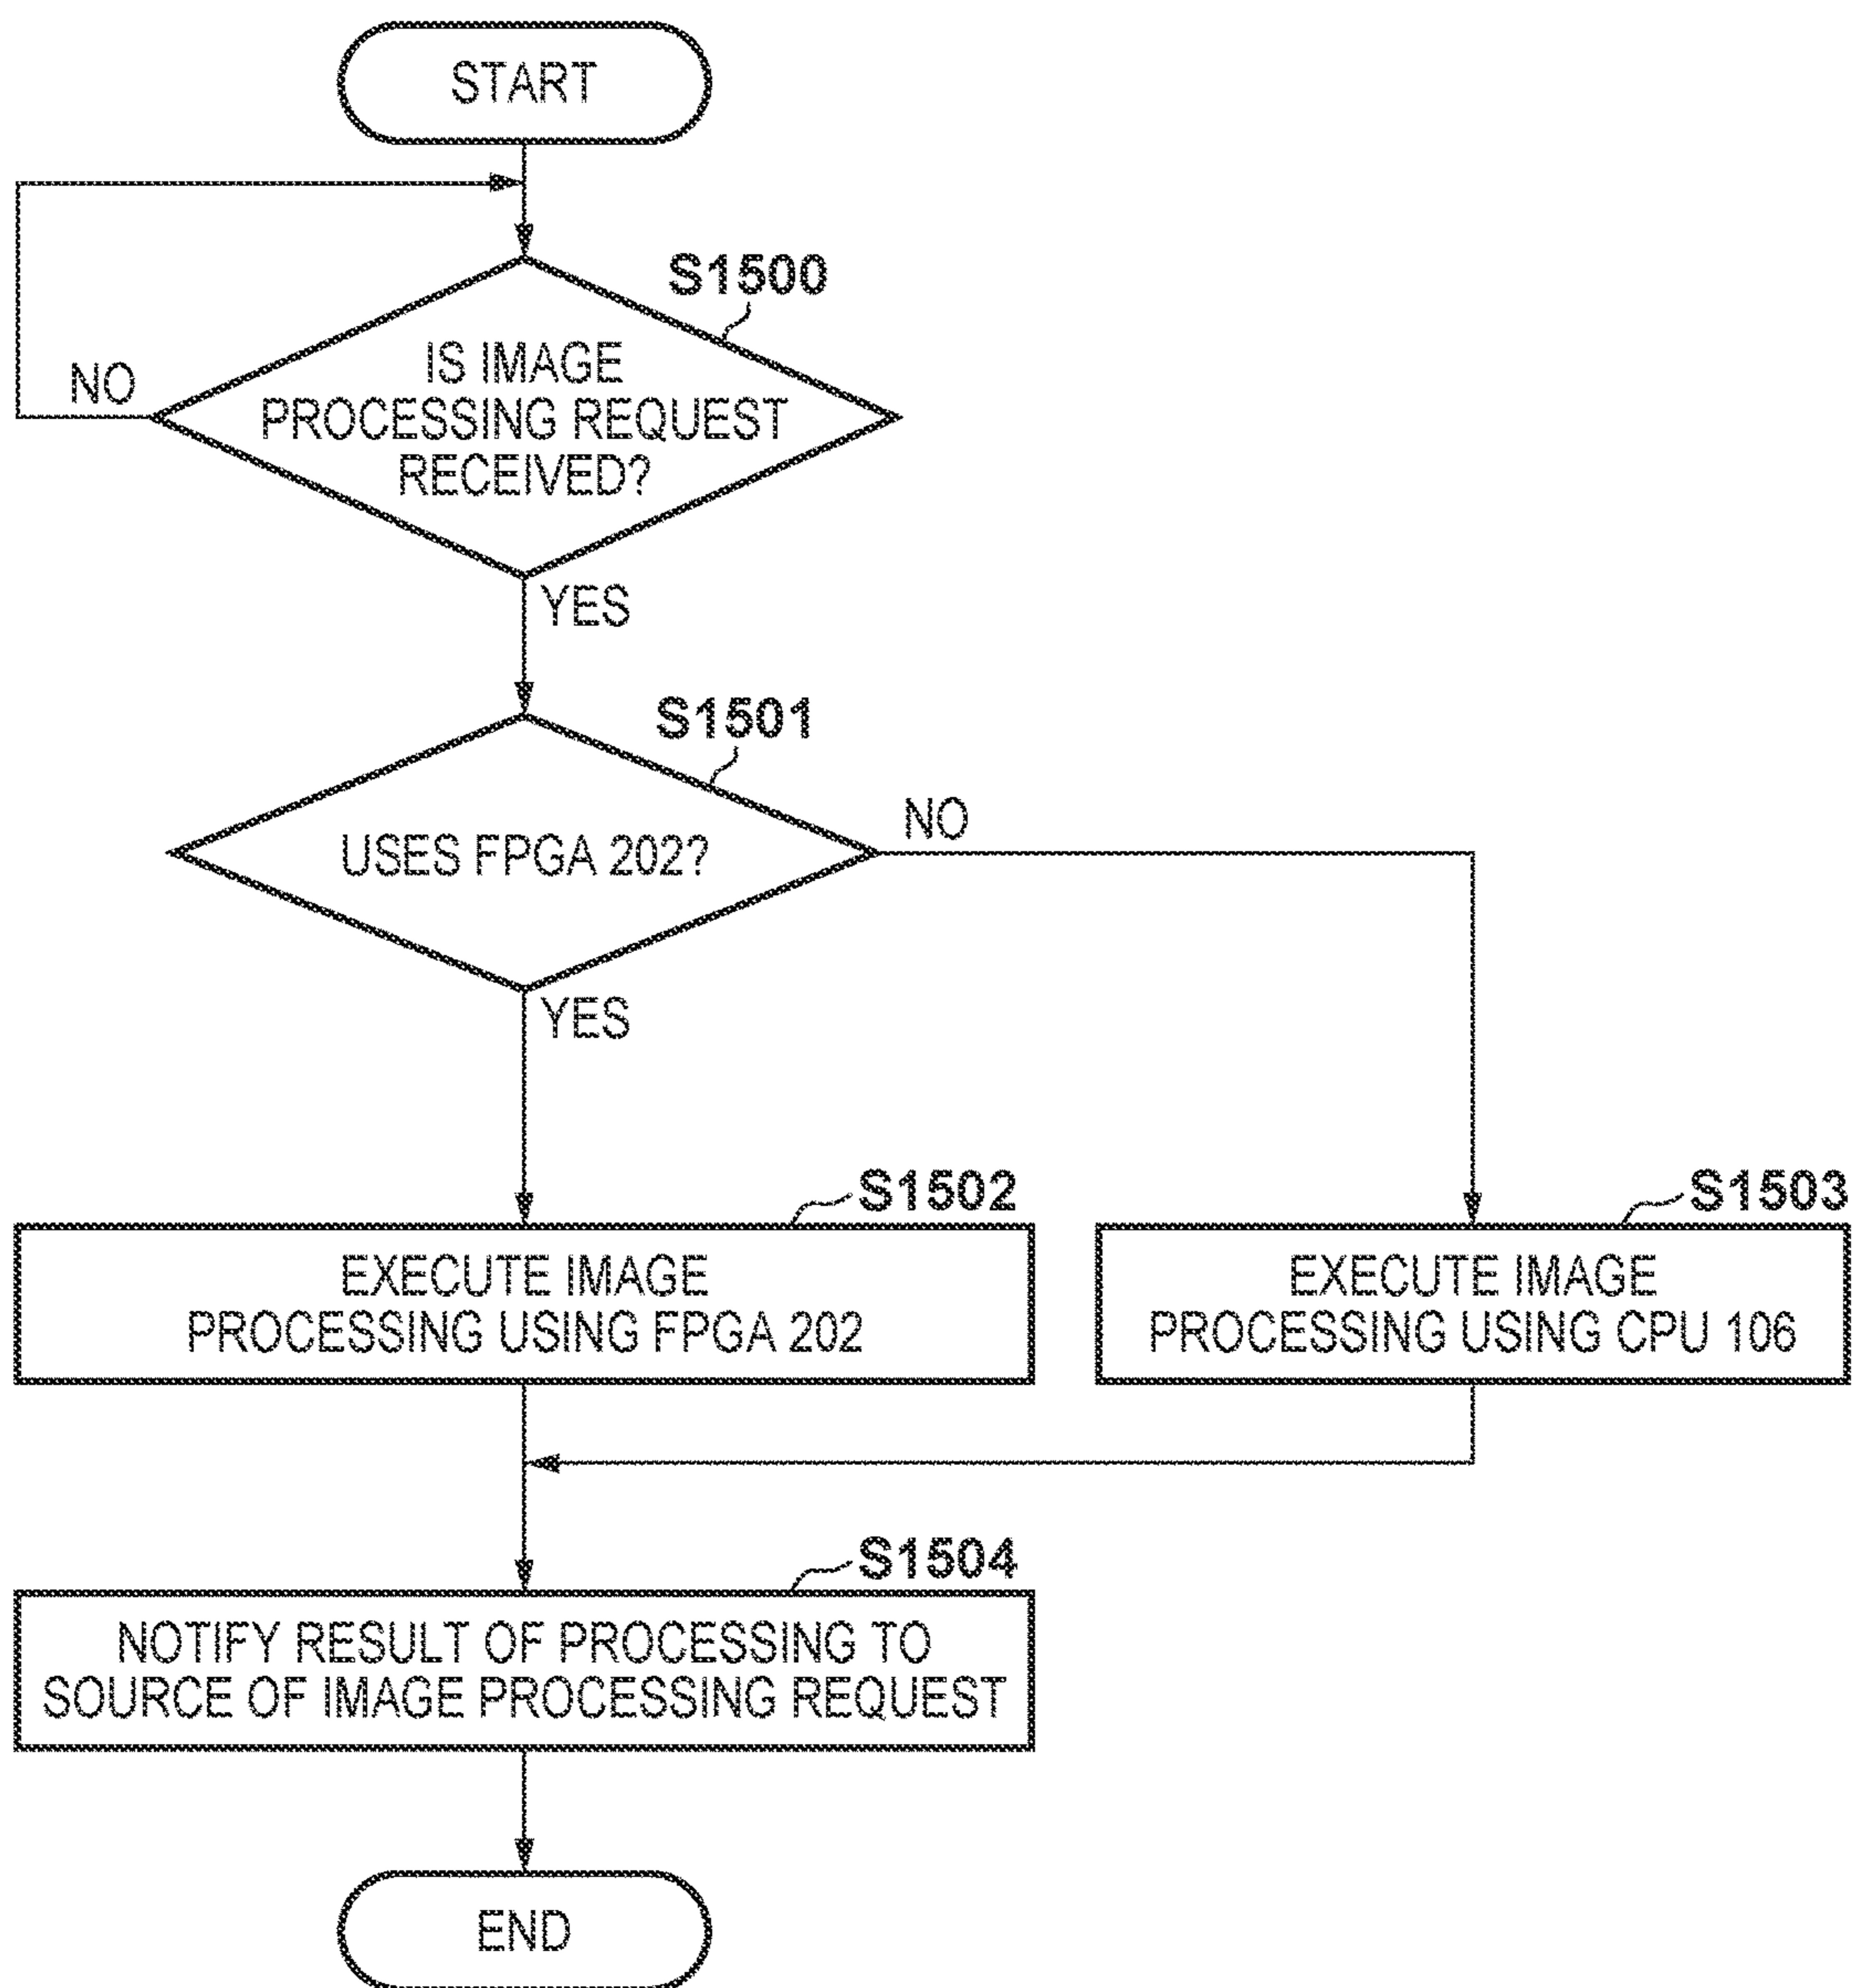 START
S1500
IS IMAGE
PROCESSING REQUEST
RECEIVED?
NO
YES
S1501
USES FPGA 202?
NO
YES
S1502
EXECUTE IMAGE
PROCESSING USING FPGA 202
S1503
EXECUTE IMAGE
PROCESSING USING CPU 106
S1504
NOTIFY RESULT OF PROCESSING TO
SOURCE OF IMAGE PROCESSING REQUEST
END